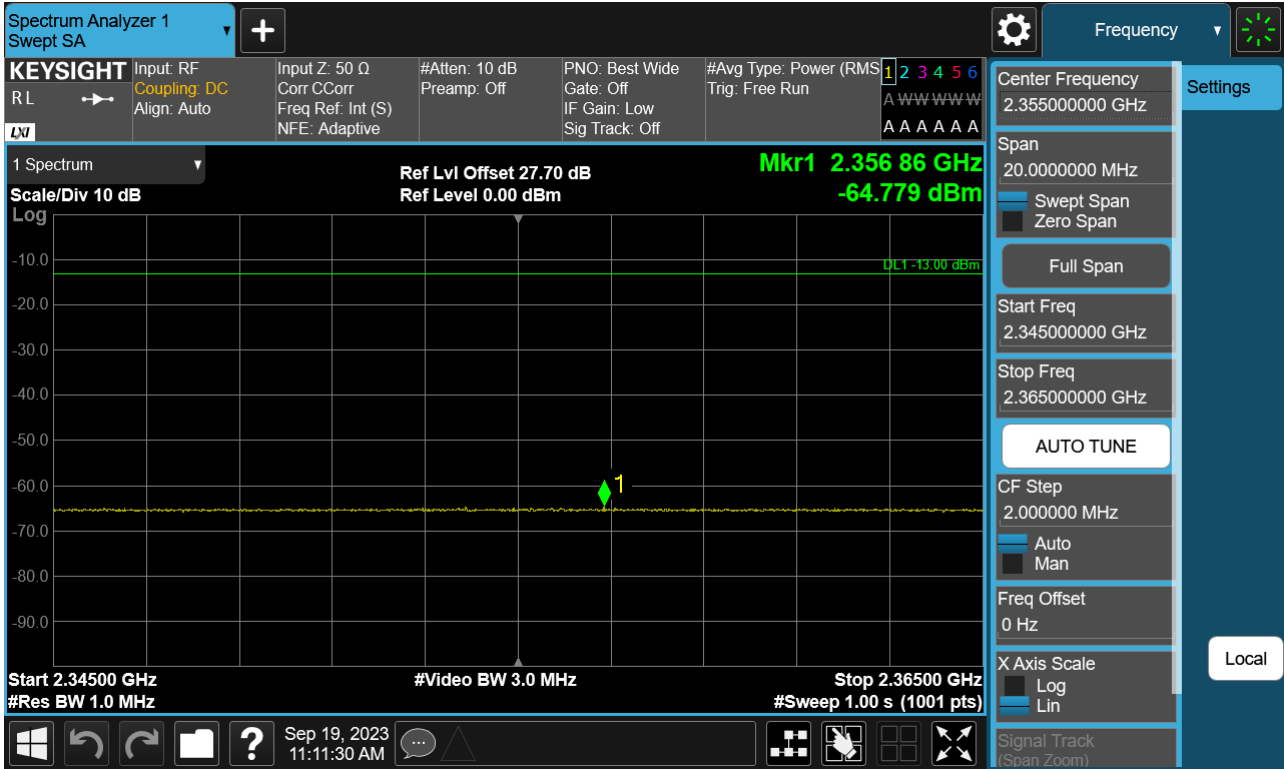 Spectrum Analyzer 1
Swept SA
Frequency
KEYSIGHT
R L
LXI
Input: RF
Coupling: DC
Align: Auto
Input Z: 50 Ω
Corr CCorr
Freq Ref: Int (S)
NFE: Adaptive
#Atten: 10 dB
Preamp: Off
PNO: Best Wide
Gate: Off
IF Gain: Low
Sig Track: Off
#Avg Type: Power (RMS
Trig: Free Run
1 2 3 4 5 6
A W W W W W
A A A A A A
1 Spectrum
Scale/Div 10 dB
Log
Ref Lvl Offset 27.70 dB
Ref Level 0.00 dBm
Mkr1 2.356 86 GHz
-64.779 dBm
-10.0
DL1 -13.00 dBm
-20.0
-30.0
-40.0
-50.0
-60.0
1
-70.0
-80.0
-90.0
Start 2.34500 GHz
#Res BW 1.0 MHz
#Video BW 3.0 MHz
Stop 2.36500 GHz
#Sweep 1.00 s (1001 pts)
Center Frequency
2.355000000 GHz
Span
20.0000000 MHz
Swept Span
Zero Span
Full Span
Start Freq
2.345000000 GHz
Stop Freq
2.365000000 GHz
AUTO TUNE
CF Step
2.000000 MHz
Auto
Man
Freq Offset
0 Hz
X Axis Scale
Log
Lin
Signal Track
(Span Zoom)
Settings
Local
?
Sep 19, 2023
11:11:30 AM